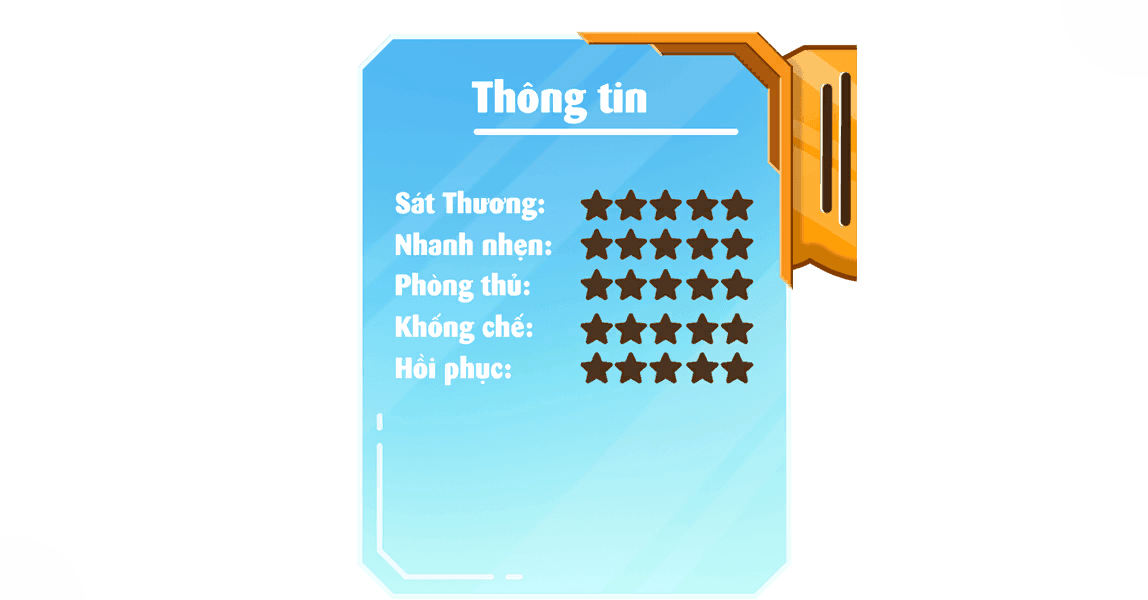 Thông tin
Sát Thương:
Nhanh nhẹn:
Phòng thủ:
Khống chế:
Hồi phục: